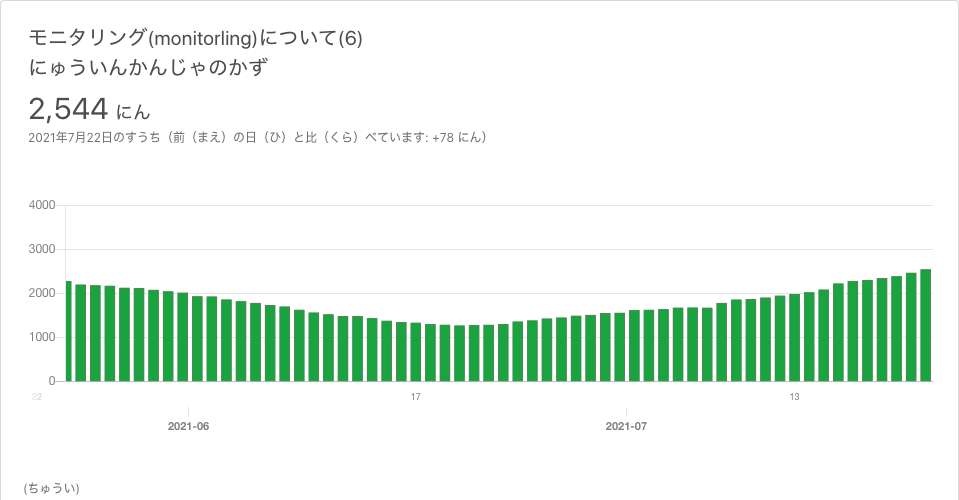 モニタリング(monitorling)について(6)
にゅういんかんじゃのかず
2,544 にん
2021年7月22日のすうち（前（まえ）の日（ひ）と比（くら）べています: +78 にん）
4000
3000
2000
1000
0
22
17
13
2021-06
2021-07
(ちゅうい)